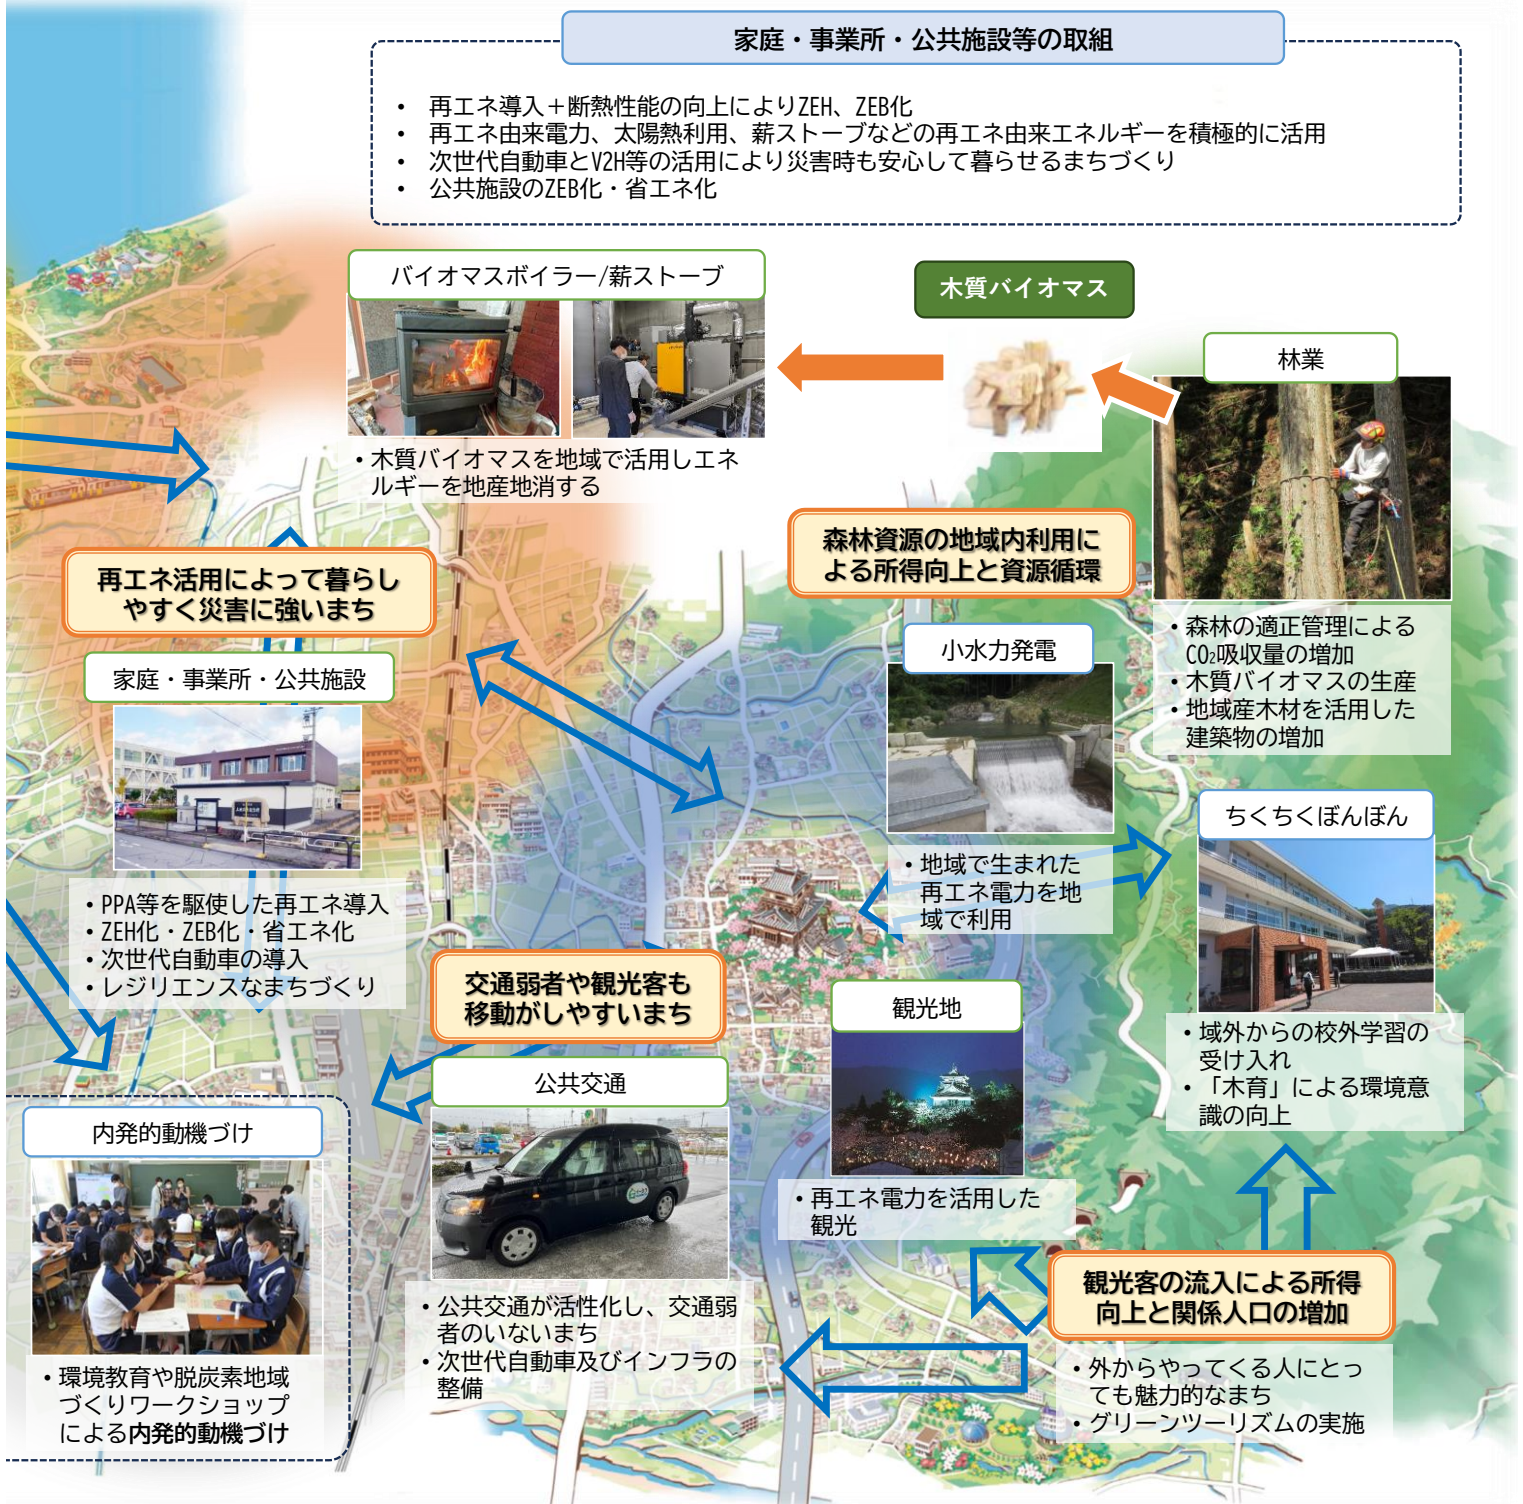 家庭・事業所・公共施設等の取組
• 再エネ導入＋断熱性能の向上によりZEH、ZEB化
• 再エネ由来電力、太陽熱利用、薪ストーブなどの再エネ由来エネルギーを積極的に活用
• 次世代自動車とV2H等の活用により災害時も安心して暮らせるまちづくり
• 公共施設のZEB化・省エネ化
バイオマスボイラー/薪ストーブ
・木質バイオマスを地域で活用しエネ
ルギーを地産地消する
木質バイオマス
林業
・森林の適正管理による
CO₂吸収量の増加
・木質バイオマスの生産
・地域産木材を活用した
建築物の増加
森林資源の地域内利用に
よる所得向上と資源循環
再エネ活用によって暮らし
やすく災害に強いまち
家庭・事業所・公共施設
・PPA等を駆使した再エネ導入
・ZEH化・ZEB化・省エネ化
・次世代自動車の導入
・レジリエンスなまちづくり
小水力発電
・地域で生まれた
再エネ電力を地
域で利用
ちくちくぼんぼん
・域外からの校外学習の
受け入れ
・「木育」による環境意
識の向上
交通弱者や観光客も
移動がしやすいまち
公共交通
・公共交通が活性化し、交通弱
者のいないまち
・次世代自動車及びインフラの
整備
観光地
・再エネ電力を活用した
観光
内発的動機づけ
・環境教育や脱炭素地域
づくりワークショップ
による内発的動機づけ
観光客の流入による所得
向上と関係人口の増加
・外からやってくる人にとっ
ても魅力的なまち
・グリーンツーリズムの実施